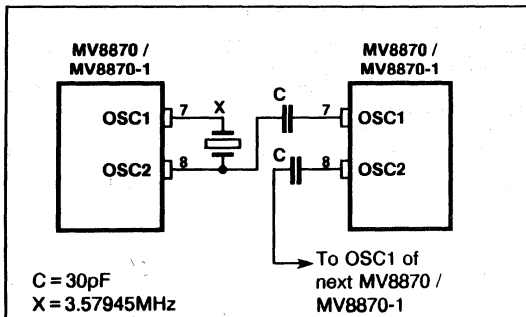 MV8870 /
MV8870-1
MV8870 /
MV8870-1
OSC1
7
X
C
7
OSC1
OSC2
8
C
8
OSC2
To OSC1 of
next MV8870 /
MV8870-1
C = 30pF
X = 3.57945MHz